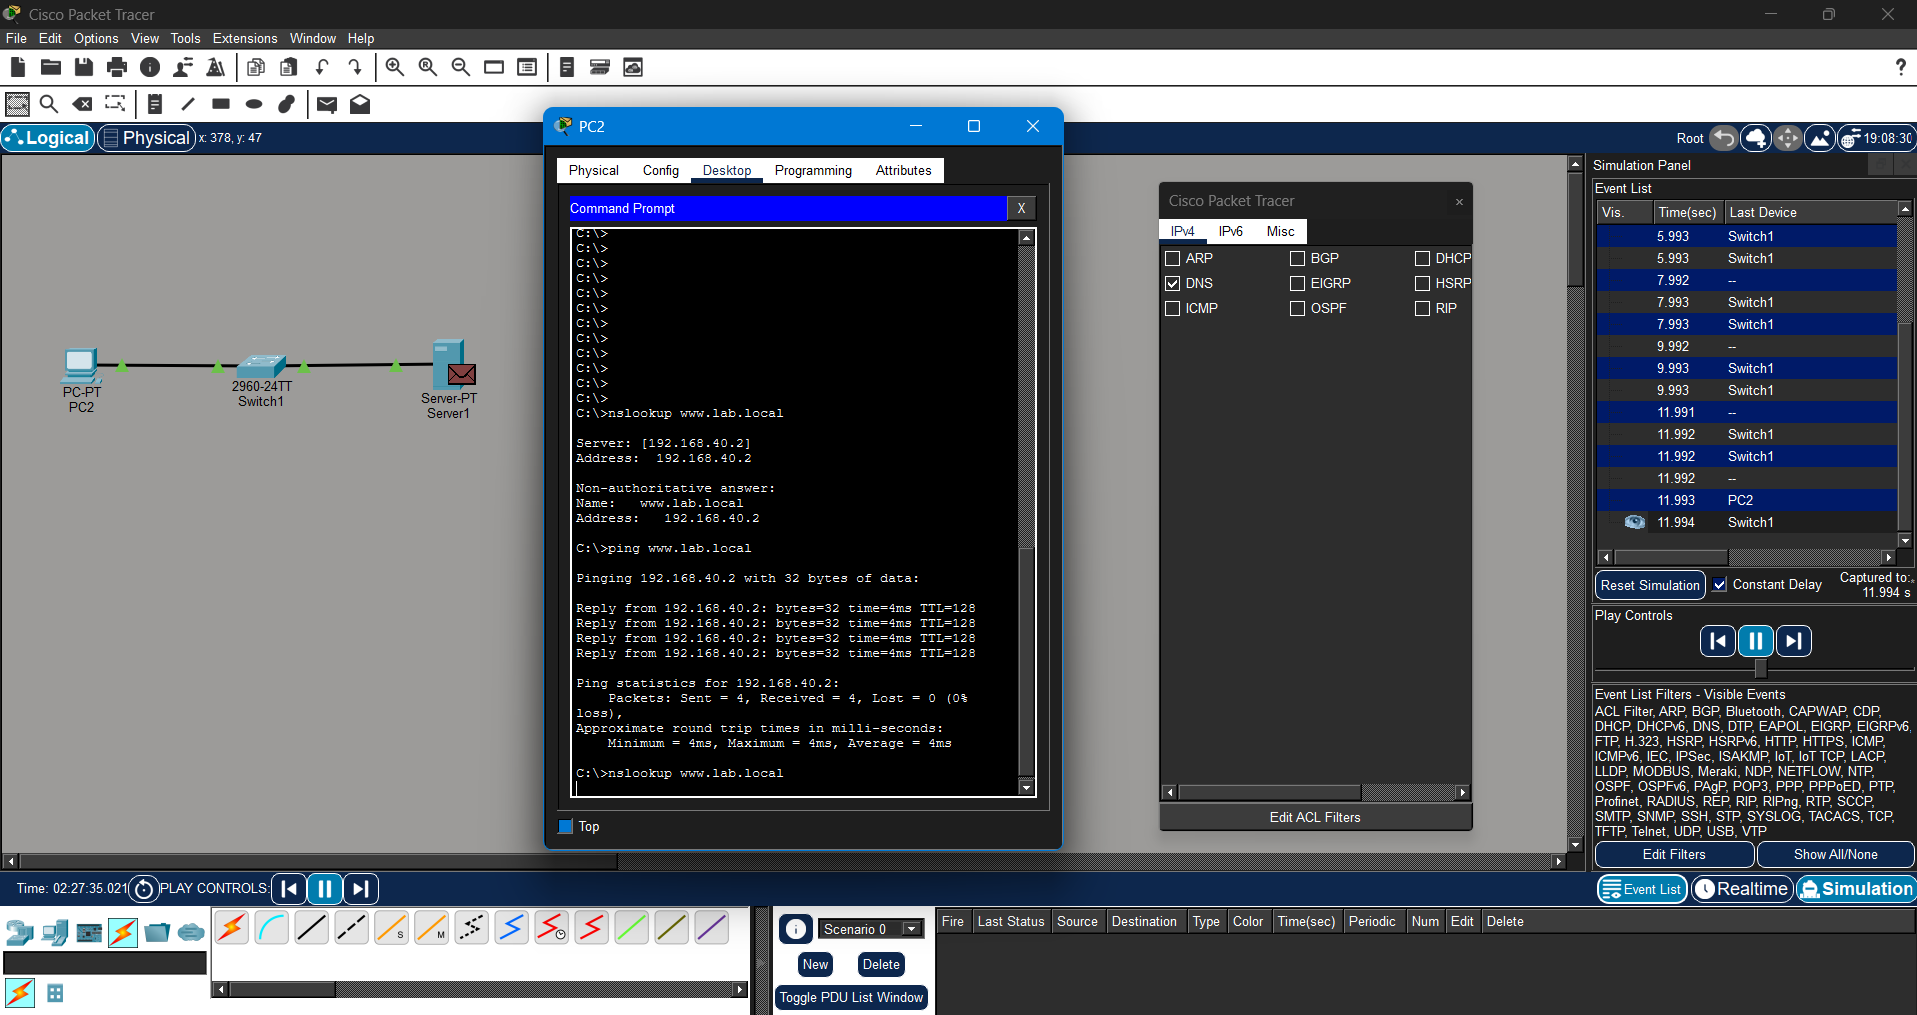 Cisco Packet Tracer
File Edit Options View Tools Extensions Window Help
Logical Physical x: 378, y: 47
Root 19:08:30
PC-PT
PC2
2960-24TT
Switch1
Server-PT
Server1
PC2
Physical Config Desktop Programming Attributes
Command Prompt X
C:\>
C:\>
C:\>
C:\>
C:\>
C:\>
C:\>
C:\>
C:\>
C:\>
C:\>
C:\>
C:\>nslookup www.lab.local
Server: [192.168.40.2]
Address: 192.168.40.2
Non-authoritative answer:
Name: www.lab.local
Address: 192.168.40.2
C:\>ping www.lab.local
Pinging 192.168.40.2 with 32 bytes of data:
Reply from 192.168.40.2: bytes=32 time=4ms TTL=128
Reply from 192.168.40.2: bytes=32 time=4ms TTL=128
Reply from 192.168.40.2: bytes=32 time=4ms TTL=128
Reply from 192.168.40.2: bytes=32 time=4ms TTL=128
Ping statistics for 192.168.40.2:
Packets: Sent = 4, Received = 4, Lost = 0 (0%
loss),
Approximate round trip times in milli-seconds:
Minimum = 4ms, Maximum = 4ms, Average = 4ms
C:\>nslookup www.lab.local
Top
Cisco Packet Tracer
IPv4 IPv6 Misc
ARP BGP DHCP
DNS EIGRP HSRP
ICMP OSPF RIP
Edit ACL Filters
Simulation Panel
Event List
Vis. Time(sec) Last Device
5.993 Switch1
5.993 Switch1
7.992 --
7.993 Switch1
7.993 Switch1
9.992 --
9.993 Switch1
9.993 Switch1
11.991 --
11.992 Switch1
11.992 Switch1
11.992 --
11.993 PC2
11.994 Switch1
Reset Simulation Constant Delay Captured to:
11.994 s
Play Controls
Event List Filters - Visible Events
ACL Filter, ARP, BGP, Bluetooth, CAPWAP, CDP,
DHCP, DHCPv6, DNS, DTP, EAPOL, EIGRP, EIGRPv6,
FTP, H.323, HSRP, HSRPv6, HTTP, HTTPS, ICMP,
ICMPv6, IEC, IPSec, ISAKMP, IoT, IoT TCP, LACP,
LLDP, MODBUS, Meraki, NDP, NETFLOW, NTP,
OSPF, OSPFv6, PAgP, POP3, PPP, PPPoED, PTP,
Profinet, RADIUS, REP, RIP, RIPng, RTP, SCCP,
SMTP, SNMP, SSH, STP, SYSLOG, TACACS, TCP,
TFTP, Telnet, UDP, USB, VTP
Edit Filters Show All/None
Time: 02:27:35.021 PLAY CONTROLS:
Event List Realtime Simulation
S M
Scenario 0
New Delete
Toggle PDU List Window
Fire Last Status Source Destination Type Color Time(sec) Periodic Num Edit Delete